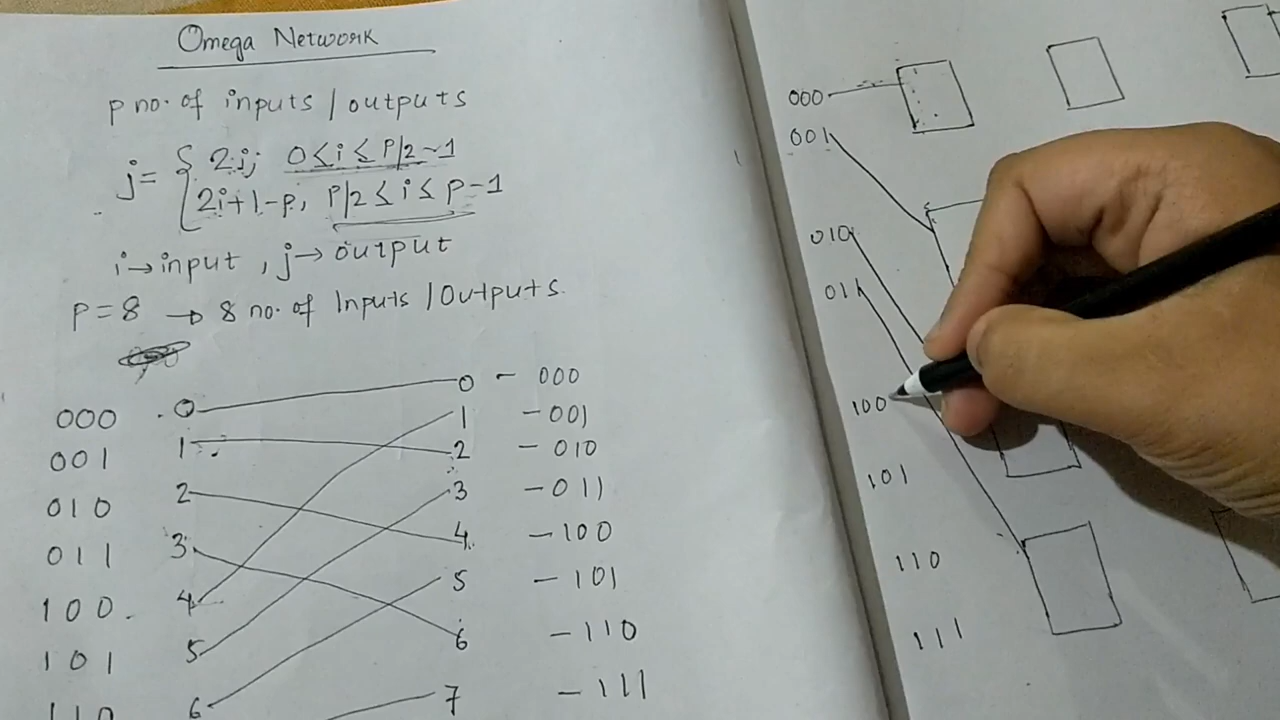 Omega Network
p no. of inputs / outputs
j = { 2i; 0 ≤ i ≤ P/2 - 1
2i+1-p, P/2 ≤ i ≤ p-1
i → input , j → output
P = 8 → 8 no. of Inputs / Outputs.
000 0 0 - 000
001 1 1 - 001
010 2 2 - 010
011 3 3 - 011
100 4 4 - 100
101 5 5 - 101
110 6 6 - 110
7 - 111
000
001
010
011
100
101
110
111